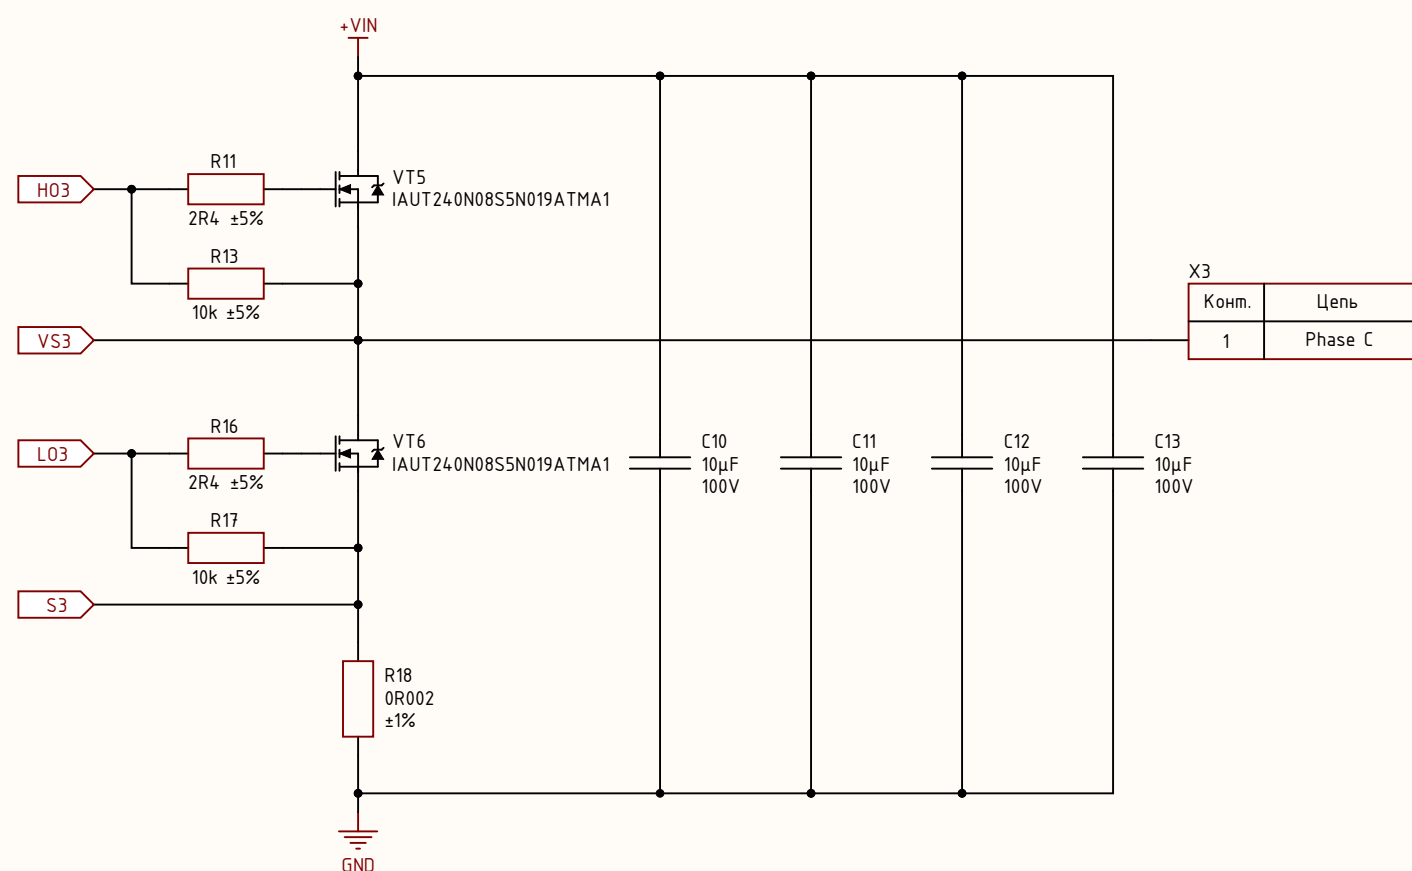 +VIN
R11
HO3
2R4 ±5%
VT5
IAUT240N08S5N019ATMA1
R13
10k ±5%
X3
Конт.
Цепь
1
Phase C
VS3
R16
LO3
2R4 ±5%
VT6
IAUT240N08S5N019ATMA1
C10
10µF
100V
C11
10µF
100V
C12
10µF
100V
C13
10µF
100V
R17
10k ±5%
S3
R18
0R002
±1%
GND